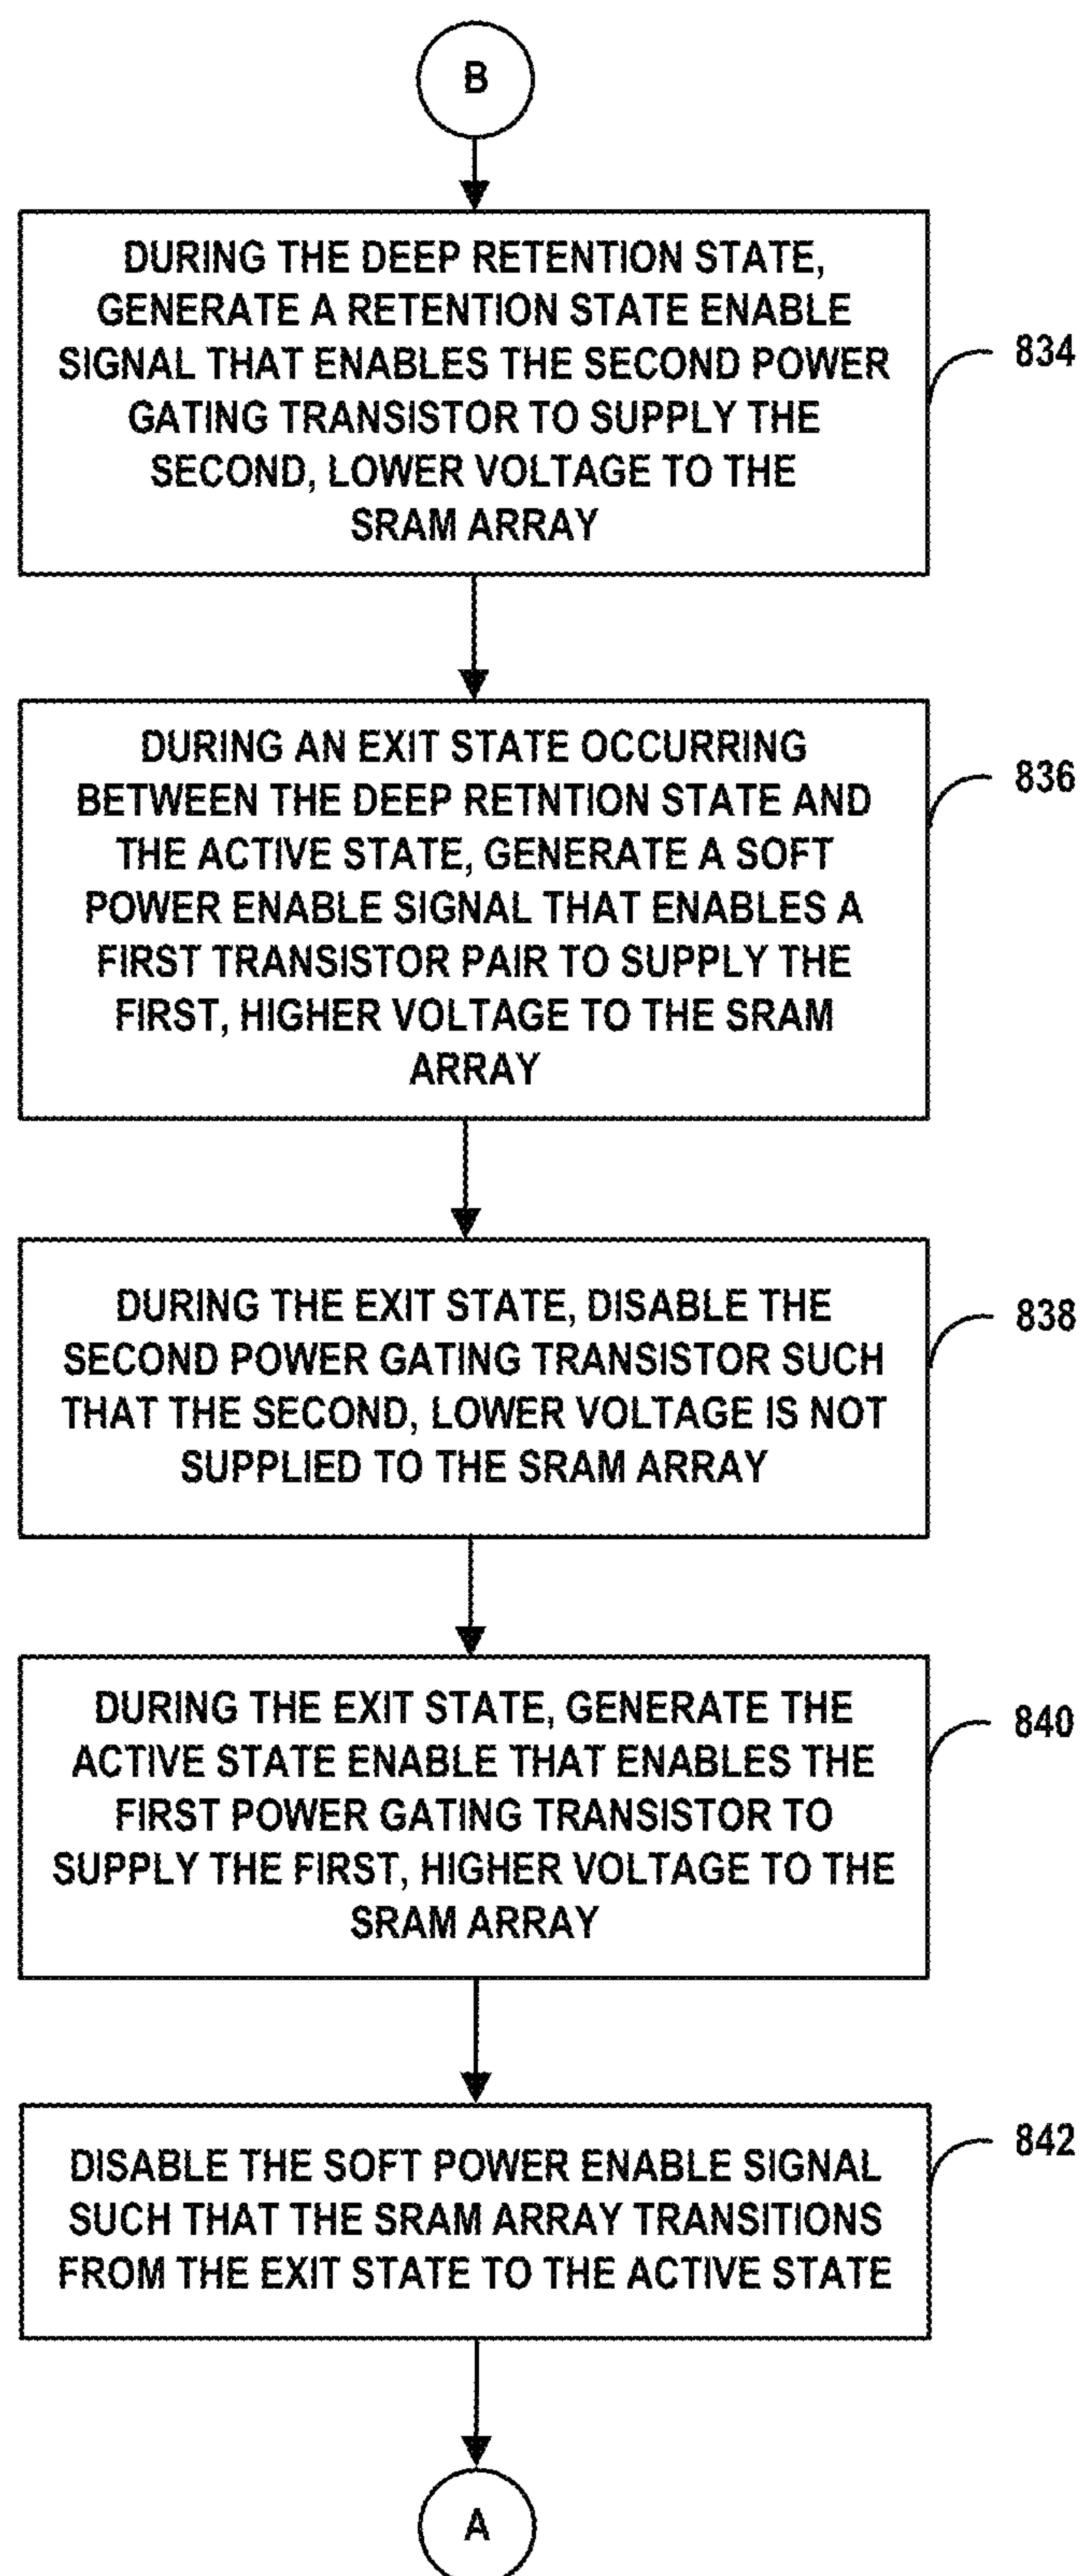 B
DURING THE DEEP RETENTION STATE,
GENERATE A RETENTION STATE ENABLE
SIGNAL THAT ENABLES THE SECOND POWER
GATING TRANSISTOR TO SUPPLY THE
SECOND, LOWER VOLTAGE TO THE
SRAM ARRAY
834
DURING AN EXIT STATE OCCURRING
BETWEEN THE DEEP RETNTION STATE AND
THE ACTIVE STATE, GENERATE A SOFT
POWER ENABLE SIGNAL THAT ENABLES A
FIRST TRANSISTOR PAIR TO SUPPLY THE
FIRST, HIGHER VOLTAGE TO THE SRAM
ARRAY
836
DURING THE EXIT STATE, DISABLE THE
SECOND POWER GATING TRANSISTOR SUCH
THAT THE SECOND, LOWER VOLTAGE IS NOT
SUPPLIED TO THE SRAM ARRAY
838
DURING THE EXIT STATE, GENERATE THE
ACTIVE STATE ENABLE THAT ENABLES THE
FIRST POWER GATING TRANSISTOR TO
SUPPLY THE FIRST, HIGHER VOLTAGE TO THE
SRAM ARRAY
840
DISABLE THE SOFT POWER ENABLE SIGNAL
SUCH THAT THE SRAM ARRAY TRANSITIONS
FROM THE EXIT STATE TO THE ACTIVE STATE
842
A